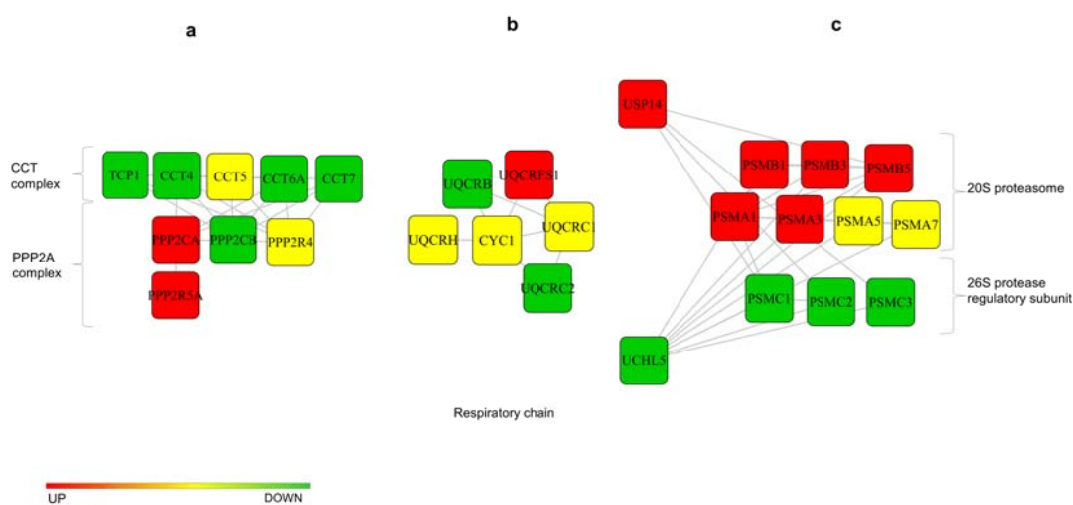 a
b
c
USP14
CCT
complex
TCP1
CCT4
CCT5
CCT6A
CCT7
PPP2A
complex
PPP2CA
PPP2CB
PPP2R4
PPP2R5A
UQCRB
UQCRFS1
UQCRH
CYC1
UQCRC1
UQCRC2
Respiratory chain
PSMB1
PSMB3
PSMB5
PSMA1
PSMA3
PSMA5
PSMA7
20S proteasome
PSMC1
PSMC2
PSMC3
26S protease
regulatory subunit
UCHL5
UP
DOWN